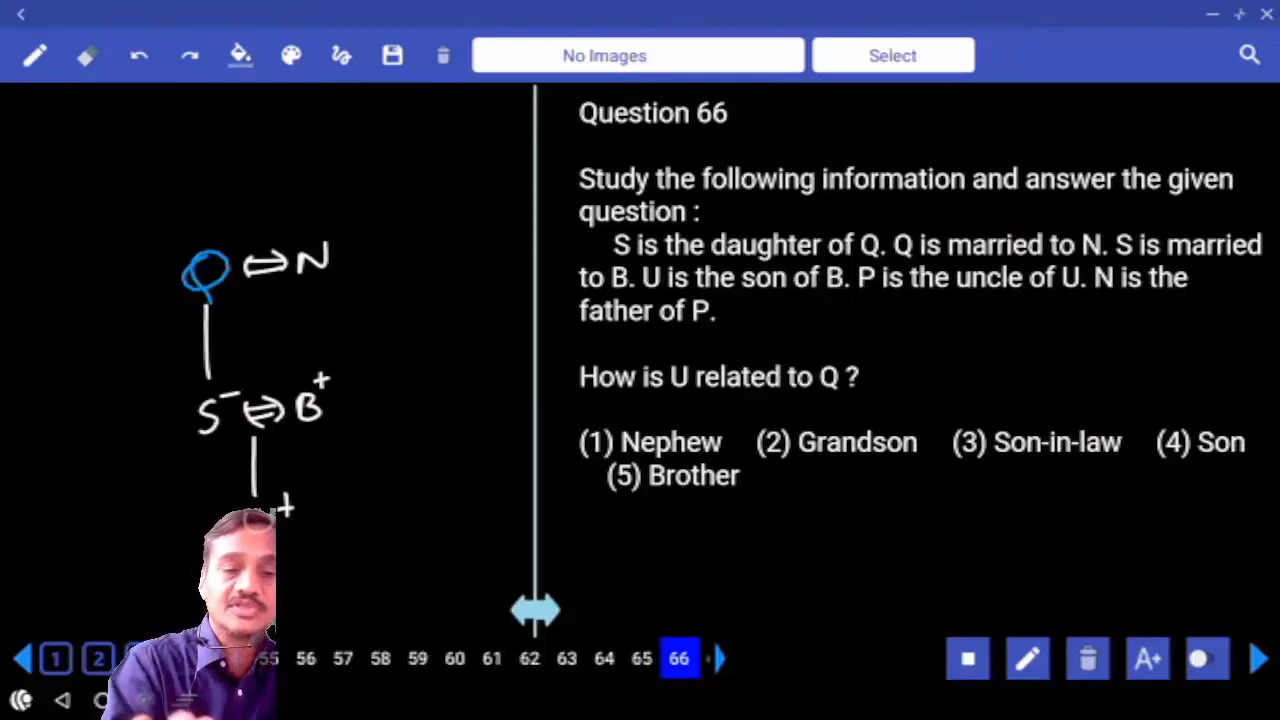 No Images
Select
Question 66
Study the following information and answer the given
question :
S is the daughter of Q. Q is married to N. S is married
to B. U is the son of B. P is the uncle of U. N is the
father of P.
How is U related to Q ?
(1) Nephew (2) Grandson (3) Son-in-law (4) Son
(5) Brother
Q ⇔ N
S⁻ ⇔ B⁺
+
1 2 55 56 57 58 59 60 61 62 63 64 65 66
A+